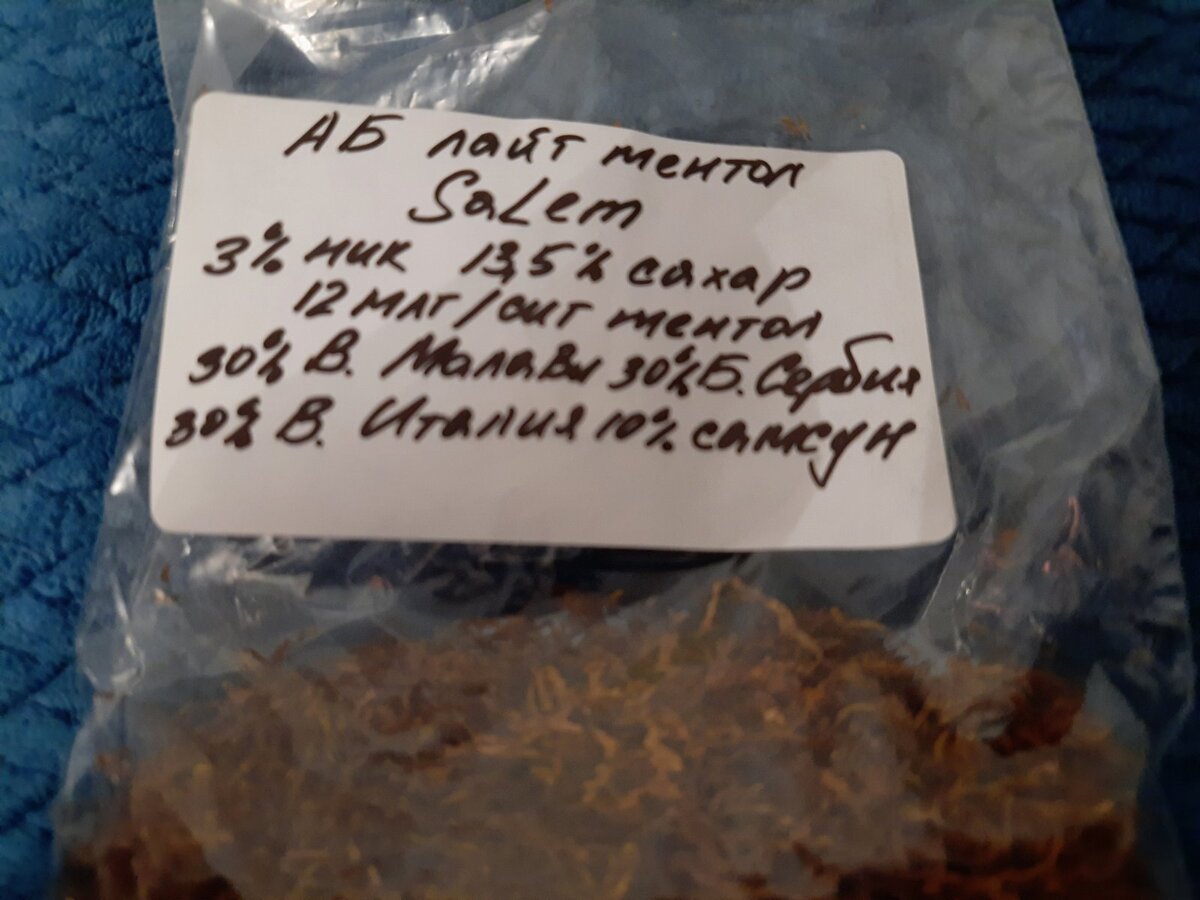 АБ лайт ментол
Salem
3% ник 13,5% сахар
12 млг/сиг ментол
30% В. Малави 30% Б. Сербия
30% В. Италия 10% самсун